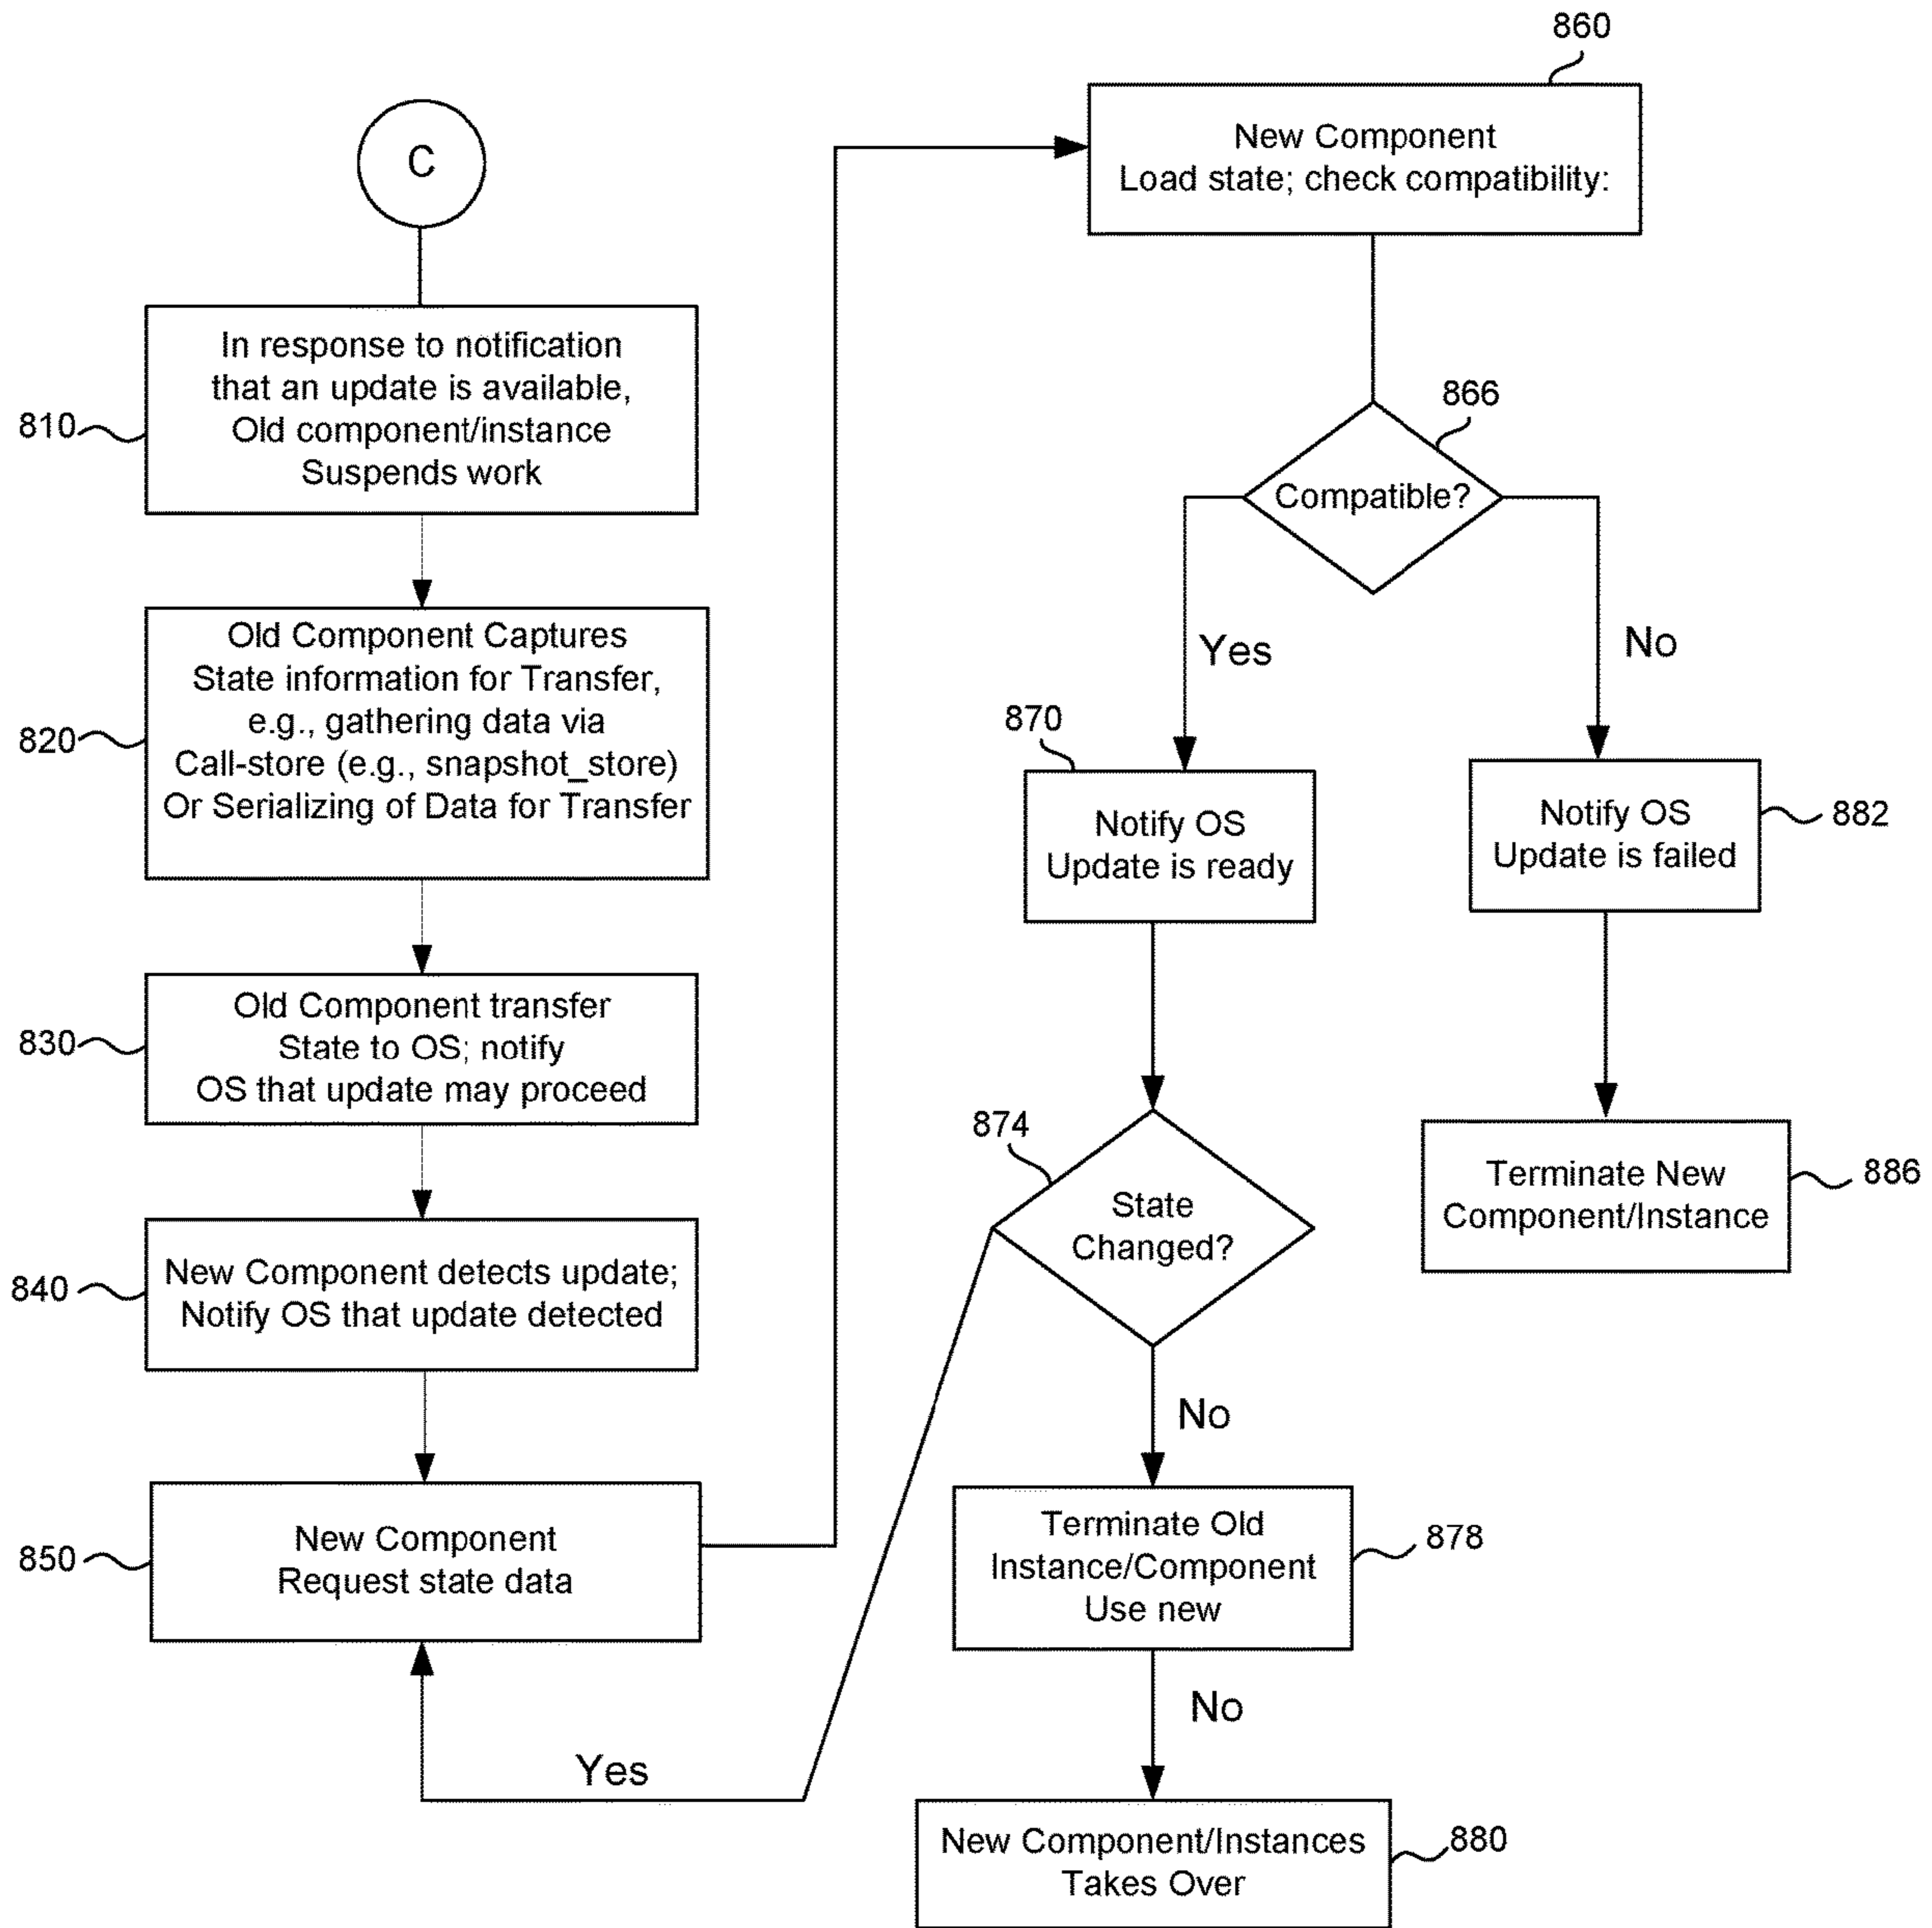 C
810
In response to notification
that an update is available,
Old component/instance
Suspends work
820
Old Component Captures
State information for Transfer,
e.g., gathering data via
Call-store (e.g., snapshot_store)
Or Serializing of Data for Transfer
830
Old Component transfer
State to OS; notify
OS that update may proceed
840
New Component detects update;
Notify OS that update detected
850
New Component
Request state data
860
New Component
Load state; check compatibility:
866
Compatible?
Yes
No
870
Notify OS
Update is ready
Notify OS
Update is failed
882
874
State
Changed?
Terminate New
Component/Instance
886
Yes
No
Terminate Old
Instance/Component
Use new
878
No
New Component/Instances
Takes Over
880